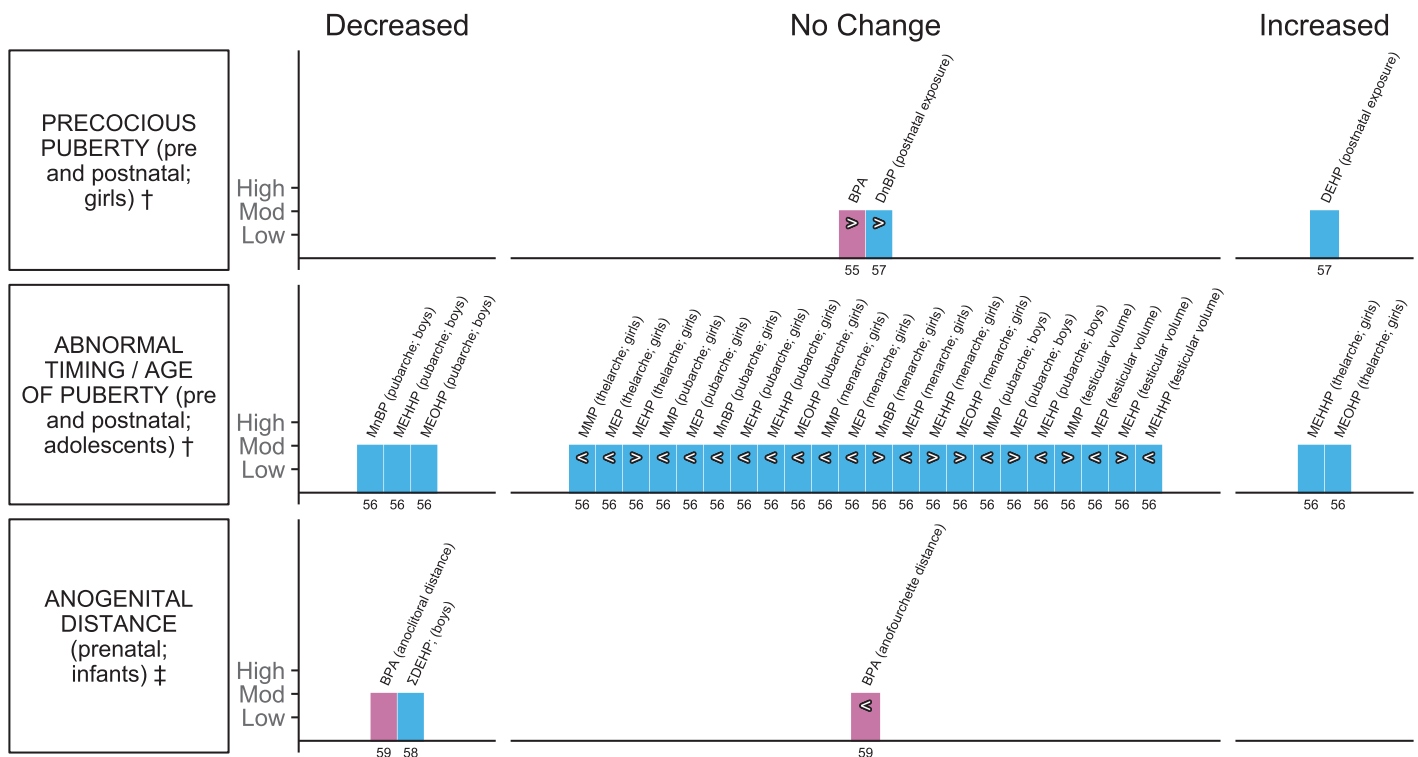 Decreased
No Change
Increased
PRECOCIOUS
PUBERTY (pre
and postnatal;
girls) †
High
Mod
Low
BPA
DnBP (postnatal exposure)
DEHP (postnatal exposure)
55 57
57
ABNORMAL
TIMING / AGE
OF PUBERTY (pre
and postnatal;
adolescents) †
High
Mod
Low
MnBP (pubarche; boys)
MEHHP (pubarche; boys)
MEOHP (pubarche; boys)
MMP (thelarche; girls)
MEP (thelarche; girls)
MEHP (thelarche; girls)
MMP (pubarche; girls)
MEP (pubarche; girls)
MnBP (pubarche; girls)
MEHP (pubarche; girls)
MEHHP (pubarche; girls)
MEOHP (pubarche; girls)
MMP (menarche; girls)
MEP (menarche; girls)
MnBP (menarche; girls)
MEHP (menarche; girls)
MEHHP (menarche; girls)
MEOHP (menarche; girls)
MMP (pubarche; boys)
MEP (pubarche; boys)
MEHP (pubarche; boys)
MMP (testicular volume)
MEP (testicular volume)
MEHP (testicular volume)
MEHHP (testicular volume)
MEHHP (thelarche; girls)
MEOHP (thelarche; girls)
56 56 56
56 56 56 56 56 56 56 56 56 56 56 56 56 56 56 56 56 56 56 56 56 56
56 56
ANOGENITAL
DISTANCE
(prenatal;
infants) ‡
High
Mod
Low
BPA (anoclitoral distance)
ΣDEHP; (boys)
BPA (anofourchette distance)
59 58
59